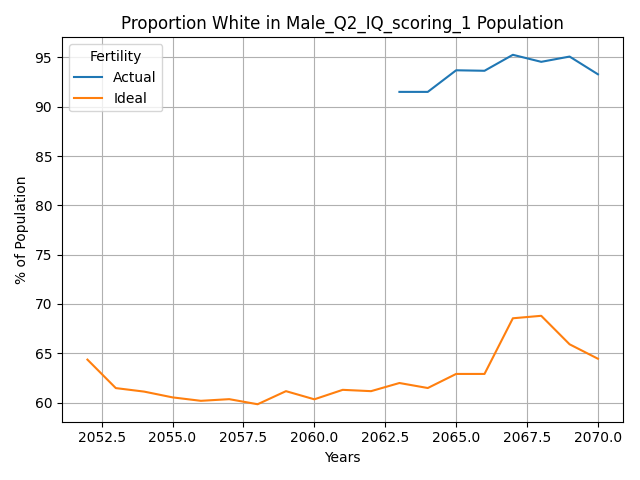 Proportion White in Male_Q2_IQ_scoring_1 Population
Fertility
Actual
Ideal
% of Population
95
90
85
80
75
70
65
60
2052.5 2055.0 2057.5 2060.0 2062.5 2065.0 2067.5 2070.0
Years